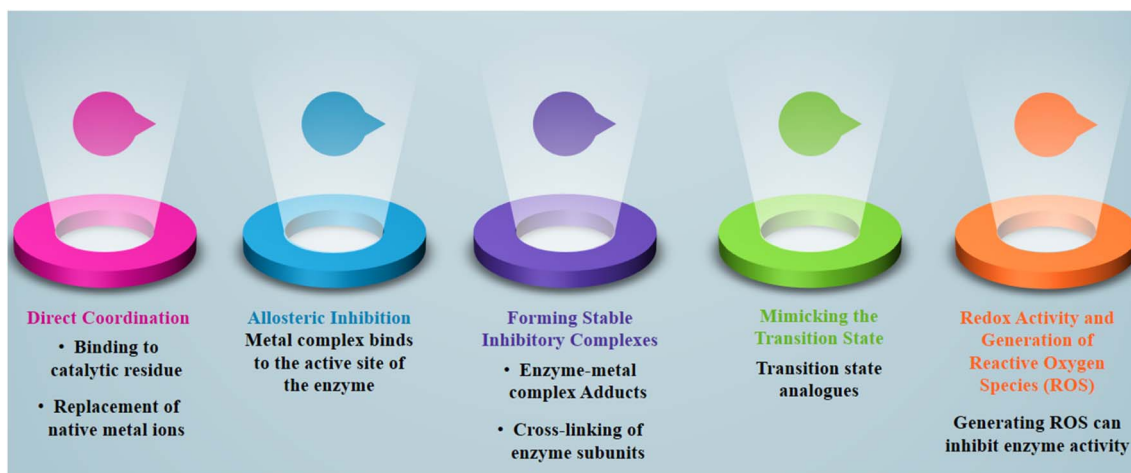 Direct Coordination
• Binding to
catalytic residue
• Replacement of
native metal ions
Allosteric Inhibition
Metal complex binds
to the active site of
the enzyme
Forming Stable
Inhibitory Complexes
• Enzyme-metal
complex Adducts
• Cross-linking of
enzyme subunits
Mimicking the
Transition State
Transition state
analogues
Redox Activity and
Generation of
Reactive Oxygen
Species (ROS)
Generating ROS can
inhibit enzyme activity